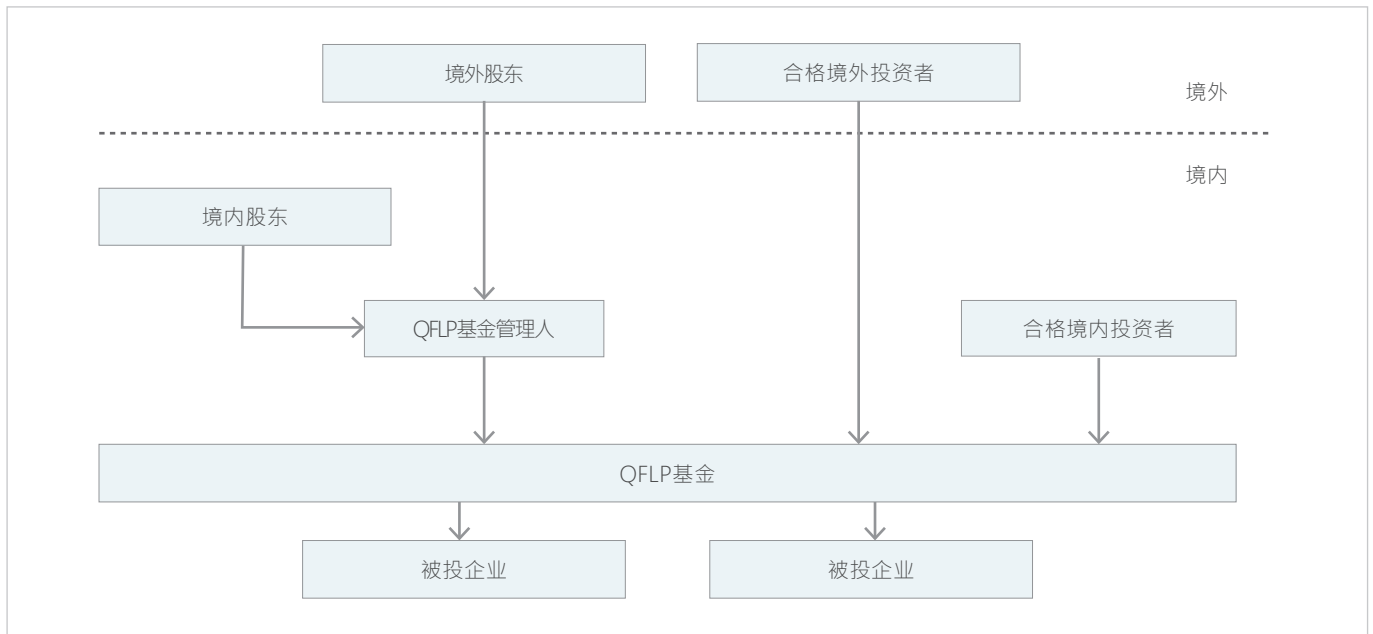 境外股东
合格境外投资者
境外
境内
境内股东
QFLP基金管理人
合格境内投资者
QFLP基金
被投企业
被投企业